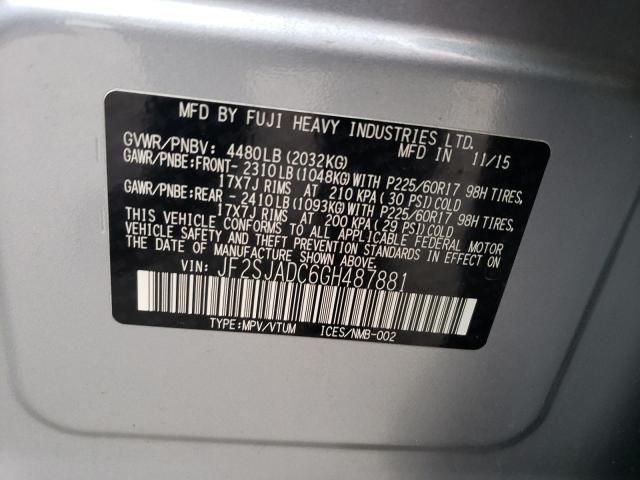 MFD BY FUJI HEAVY INDUSTRIES LTD.
GVWR/PNBV: 4480LB (2032KG) MFD IN 11/15
GAWR/PNBE:FRONT- 2310LB (1048KG)WITH P225/60R17 98H TIRES,
17X7J RIMS AT 210 KPA ( 30 PSI)COLD
GAWR/PNBE:REAR - 2410LB (1093KG)WITH P225/60R17 98H TIRES,
17X7J RIMS AT 200 KPA ( 29 PSI)COLD
THIS VEHICLE CONFORMS TO ALL APPLICABLE FEDERAL MOTOR
VEHICLE SAFETY AND THEFT PREVENTION STANDARDS IN EFFECT ON THE
DATE OF MANUFACTURE SHOWN ABOVE.
VIN: JF2SJADC6GH487881
TYPE:MPV/VTUM ICES/NMB-002